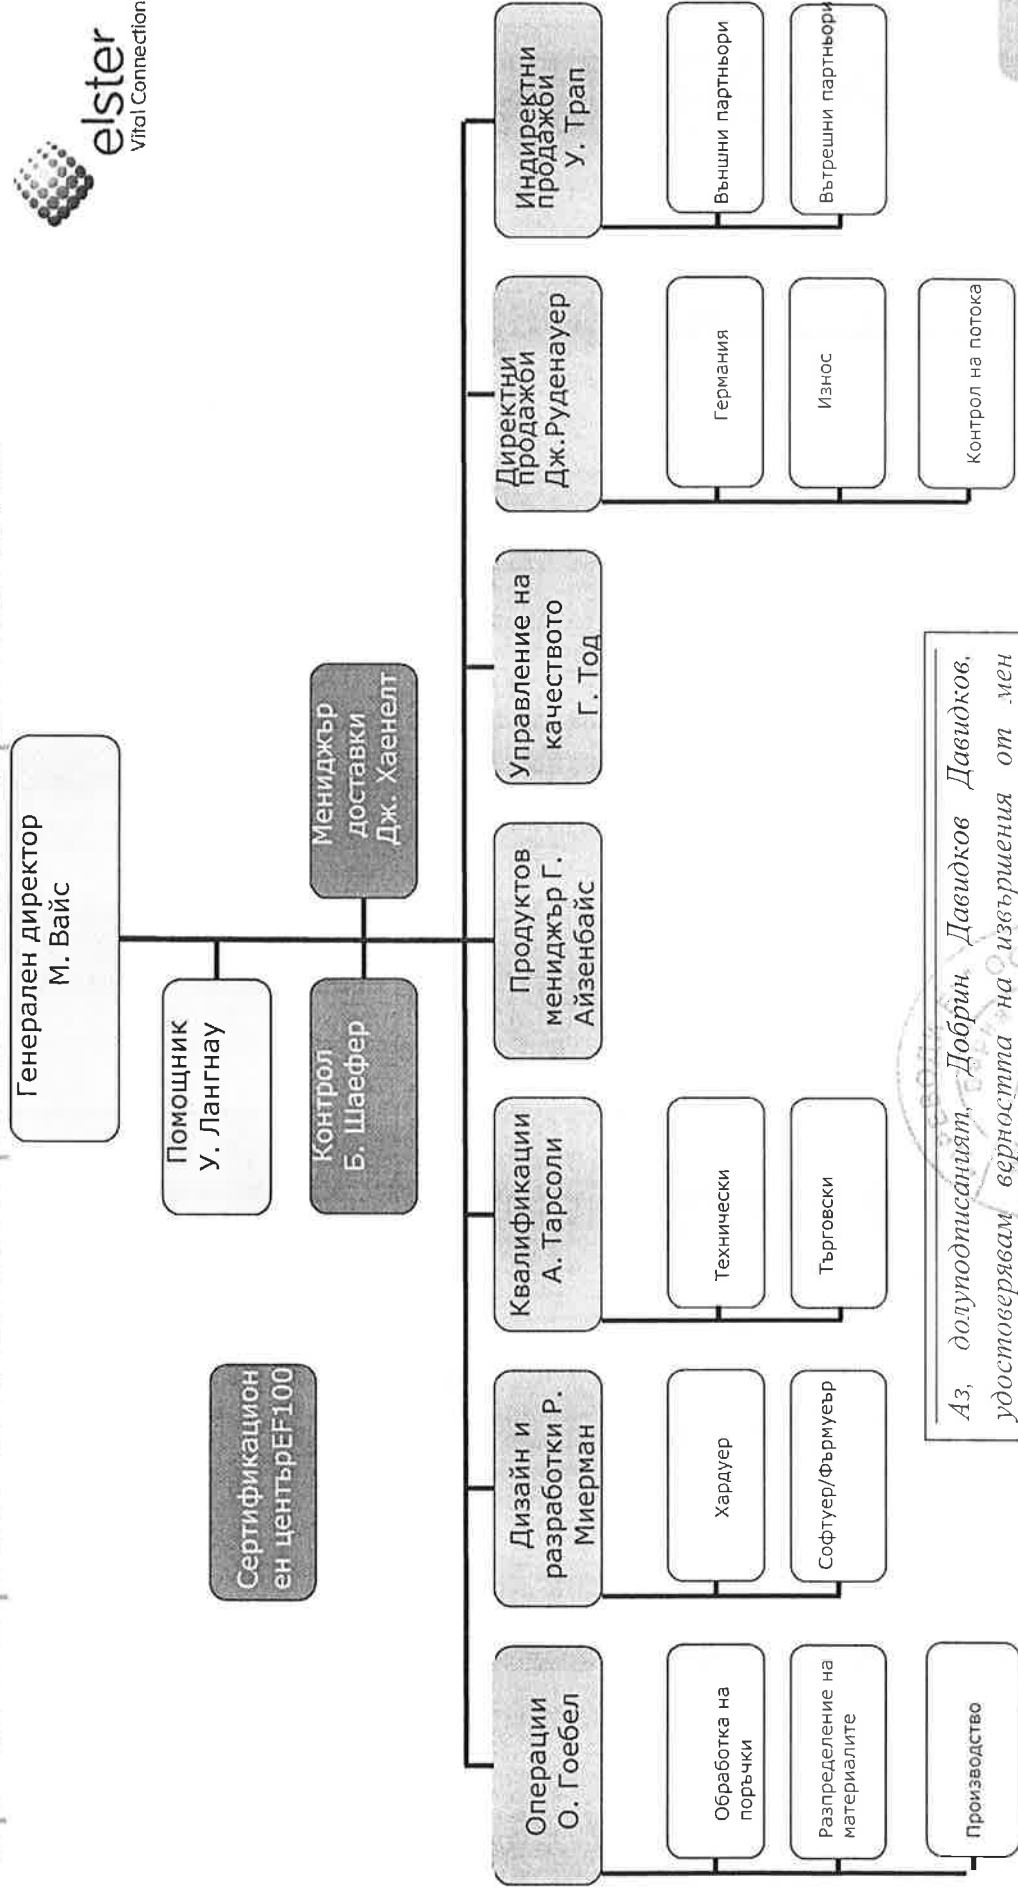 elster
Vital Connection
Генерален директор
М. Вайс
Помощник
У. Лангнау
Сертификацион
ен центърEF100
Контрол
Б. Шаефер
Мениджър
доставки
Дж. Хаенелт
Операции
О. Гоебел
Дизайн и
разработки Р.
Миерман
Квалификации
А. Тарсоли
Продуктов
мениджър Г.
Айзенбайс
Управление на
качеството
Г. Тод
Директни
продажби
Дж.Руденауер
Индиректни
продажби
У. Трап
Обработка на
поръчки
Разпределение на
материалите
Производство
Хардуер
Софтуер/Фърмуеър
Технически
Търговски
Германия
Износ
Контрол на потока
Външни партньори
Вътрешни партньори
Аз, долуподписаният, Добрин Давидков Давидков,
удостоверявам верността на извършения от мен